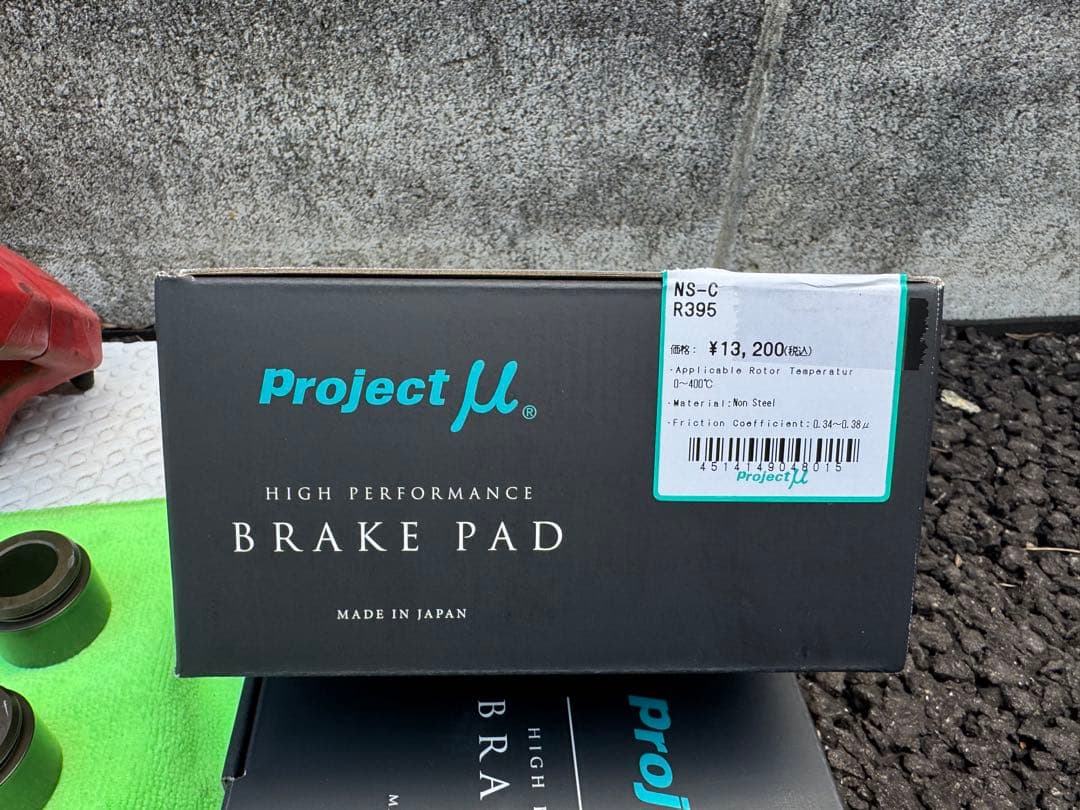 Project μ®
HIGH PERFORMANCE
BRAKE PAD
MADE IN JAPAN
NS-C
R395
価格: ¥13,200(税込)
・Applicable Rotor Temperatur
0~400℃
・Material:Non Steel
・Friction Coefficient:0.34~0.38μ
4514149048015
Project μ
BRA
HIGH
M
Proj